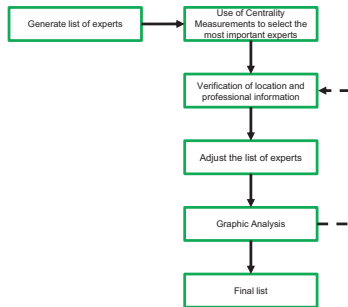 Generate list of experts
Use of Centrality
Measurements to select the
most important experts
Verification of location and
professional information
Adjust the list of experts
Graphic Analysis
Final list